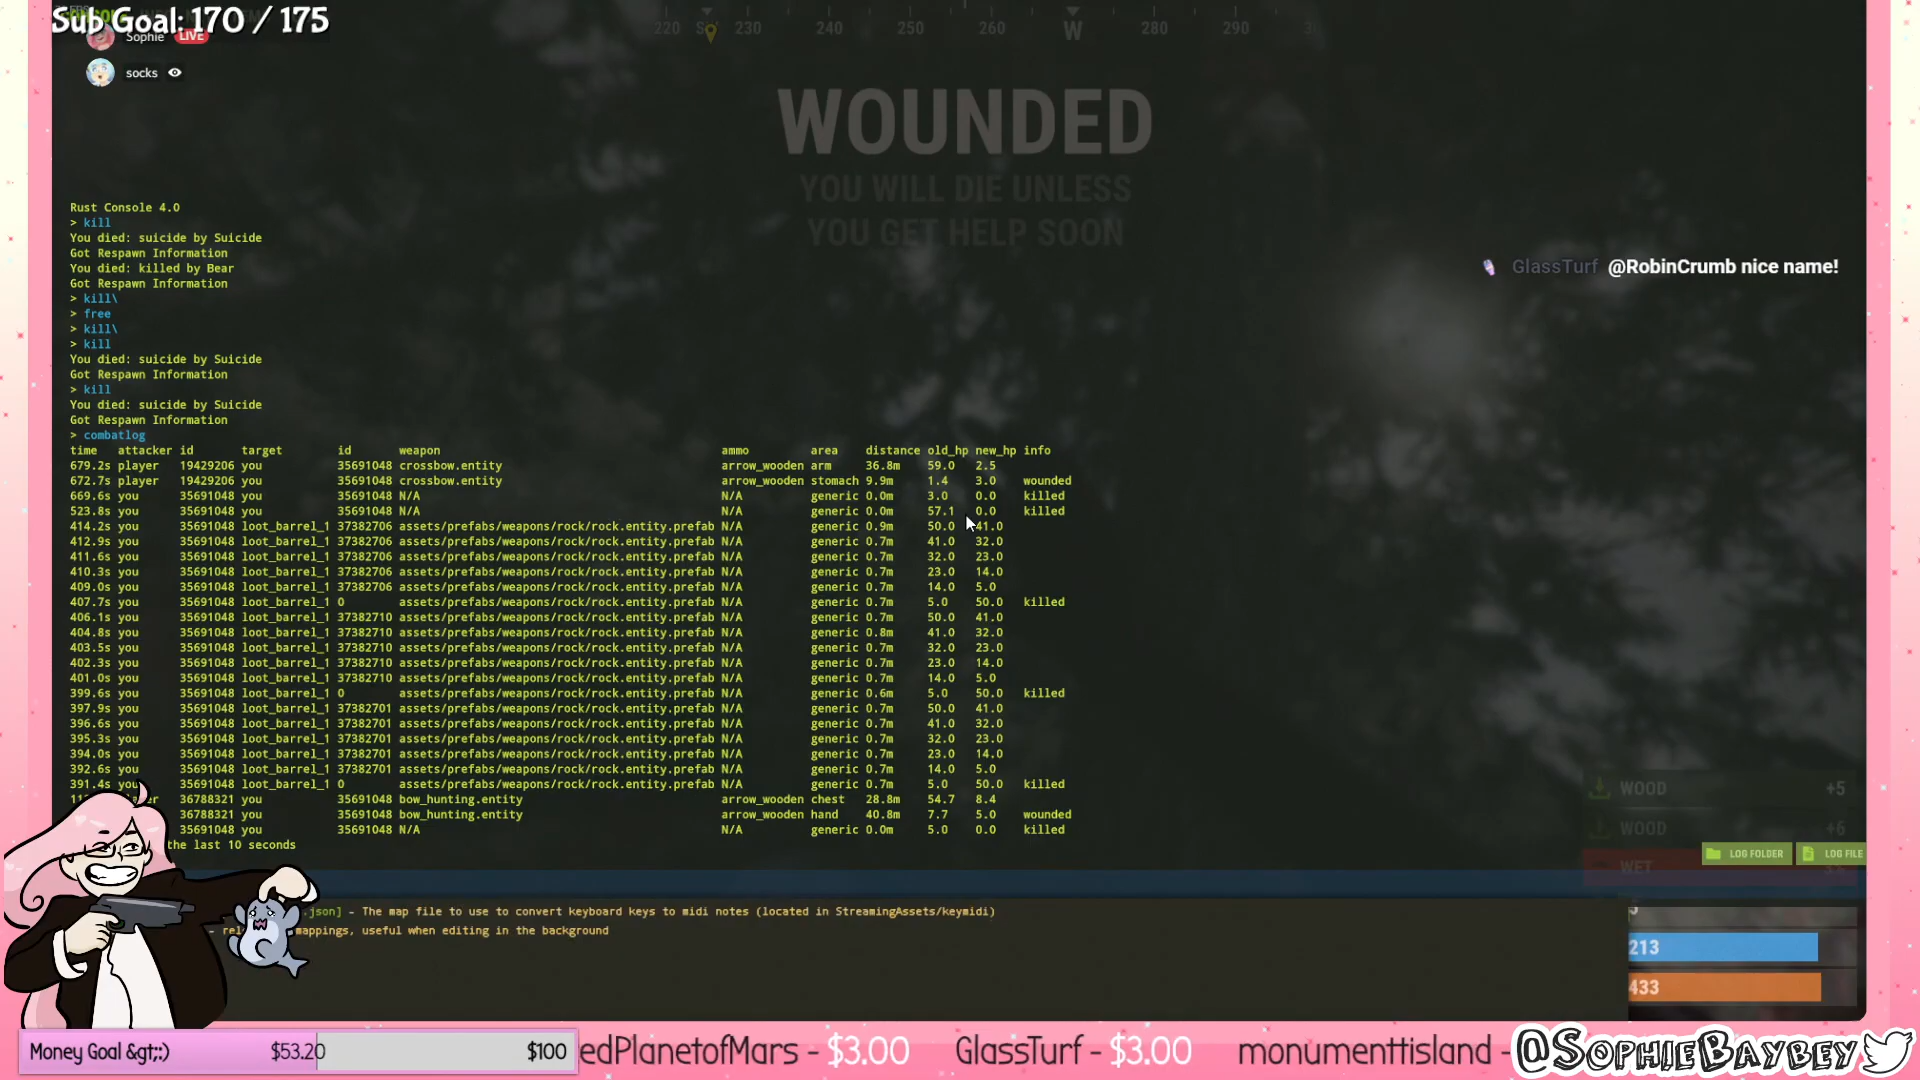 Sub Goal: 170 / 175
Sophie LIVE
socks
220 230 240 250 260 W 280 290
WOUNDED
YOU WILL DIE UNLESS
YOU GET HELP SOON
GlassTurf @RobinCrumb nice name!
Rust Console 4.0
> kill
You died: suicide by Suicide
Got Respawn Information
You died: killed by Bear
Got Respawn Information
> kill\
> free
> kill\
> kill
You died: suicide by Suicide
Got Respawn Information
> kill
You died: suicide by Suicide
Got Respawn Information
> combatlog
time attacker id target id weapon ammo area distance old_hp new_hp info
679.2s player 19429206 you 35691048 crossbow.entity arrow_wooden arm 36.8m 59.0 2.5
672.7s player 19429206 you 35691048 crossbow.entity arrow_wooden stomach 9.9m 1.4 3.0 wounded
669.6s you 35691048 you 35691048 N/A N/A generic 0.0m 3.0 0.0 killed
523.8s you 35691048 you 35691048 N/A N/A generic 0.0m 57.1 0.0 killed
414.2s you 35691048 loot_barrel_1 37382706 assets/prefabs/weapons/rock/rock.entity.prefab N/A generic 0.9m 50.0 41.0
412.9s you 35691048 loot_barrel_1 37382706 assets/prefabs/weapons/rock/rock.entity.prefab N/A generic 0.7m 41.0 32.0
411.6s you 35691048 loot_barrel_1 37382706 assets/prefabs/weapons/rock/rock.entity.prefab N/A generic 0.7m 32.0 23.0
410.3s you 35691048 loot_barrel_1 37382706 assets/prefabs/weapons/rock/rock.entity.prefab N/A generic 0.7m 23.0 14.0
409.0s you 35691048 loot_barrel_1 37382706 assets/prefabs/weapons/rock/rock.entity.prefab N/A generic 0.7m 14.0 5.0
407.7s you 35691048 loot_barrel_1 0 assets/prefabs/weapons/rock/rock.entity.prefab N/A generic 0.7m 5.0 50.0 killed
406.1s you 35691048 loot_barrel_1 37382710 assets/prefabs/weapons/rock/rock.entity.prefab N/A generic 0.7m 50.0 41.0
404.8s you 35691048 loot_barrel_1 37382710 assets/prefabs/weapons/rock/rock.entity.prefab N/A generic 0.8m 41.0 32.0
403.5s you 35691048 loot_barrel_1 37382710 assets/prefabs/weapons/rock/rock.entity.prefab N/A generic 0.7m 32.0 23.0
402.3s you 35691048 loot_barrel_1 37382710 assets/prefabs/weapons/rock/rock.entity.prefab N/A generic 0.7m 23.0 14.0
401.0s you 35691048 loot_barrel_1 37382710 assets/prefabs/weapons/rock/rock.entity.prefab N/A generic 0.7m 14.0 5.0
399.6s you 35691048 loot_barrel_1 0 assets/prefabs/weapons/rock/rock.entity.prefab N/A generic 0.6m 5.0 50.0 killed
397.9s you 35691048 loot_barrel_1 37382701 assets/prefabs/weapons/rock/rock.entity.prefab N/A generic 0.7m 50.0 41.0
396.6s you 35691048 loot_barrel_1 37382701 assets/prefabs/weapons/rock/rock.entity.prefab N/A generic 0.7m 41.0 32.0
395.3s you 35691048 loot_barrel_1 37382701 assets/prefabs/weapons/rock/rock.entity.prefab N/A generic 0.7m 32.0 23.0
394.0s you 35691048 loot_barrel_1 37382701 assets/prefabs/weapons/rock/rock.entity.prefab N/A generic 0.7m 23.0 14.0
392.6s you 35691048 loot_barrel_1 37382701 assets/prefabs/weapons/rock/rock.entity.prefab N/A generic 0.7m 14.0 5.0
391.4s you 35691048 loot_barrel_1 0 assets/prefabs/weapons/rock/rock.entity.prefab N/A generic 0.7m 5.0 50.0 killed
36788321 you 35691048 bow_hunting.entity arrow_wooden chest 28.8m 54.7 8.4
36788321 you 35691048 bow_hunting.entity arrow_wooden hand 40.8m 7.7 5.0 wounded
35691048 you 35691048 N/A N/A generic 0.0m 5.0 0.0 killed
the last 10 seconds
WOOD +5
WOOD +6
LOG FOLDER LOG FILE
WET
.json] - The map file to use to convert keyboard keys to midi notes (located in StreamingAssets/keymidi)
mappings, useful when editing in the background
213
433
Money Goal &gt;:) $53.20 $100
edPlanetofMars - $3.00 GlassTurf - $3.00 monumenttisland -
@SophieBaybey